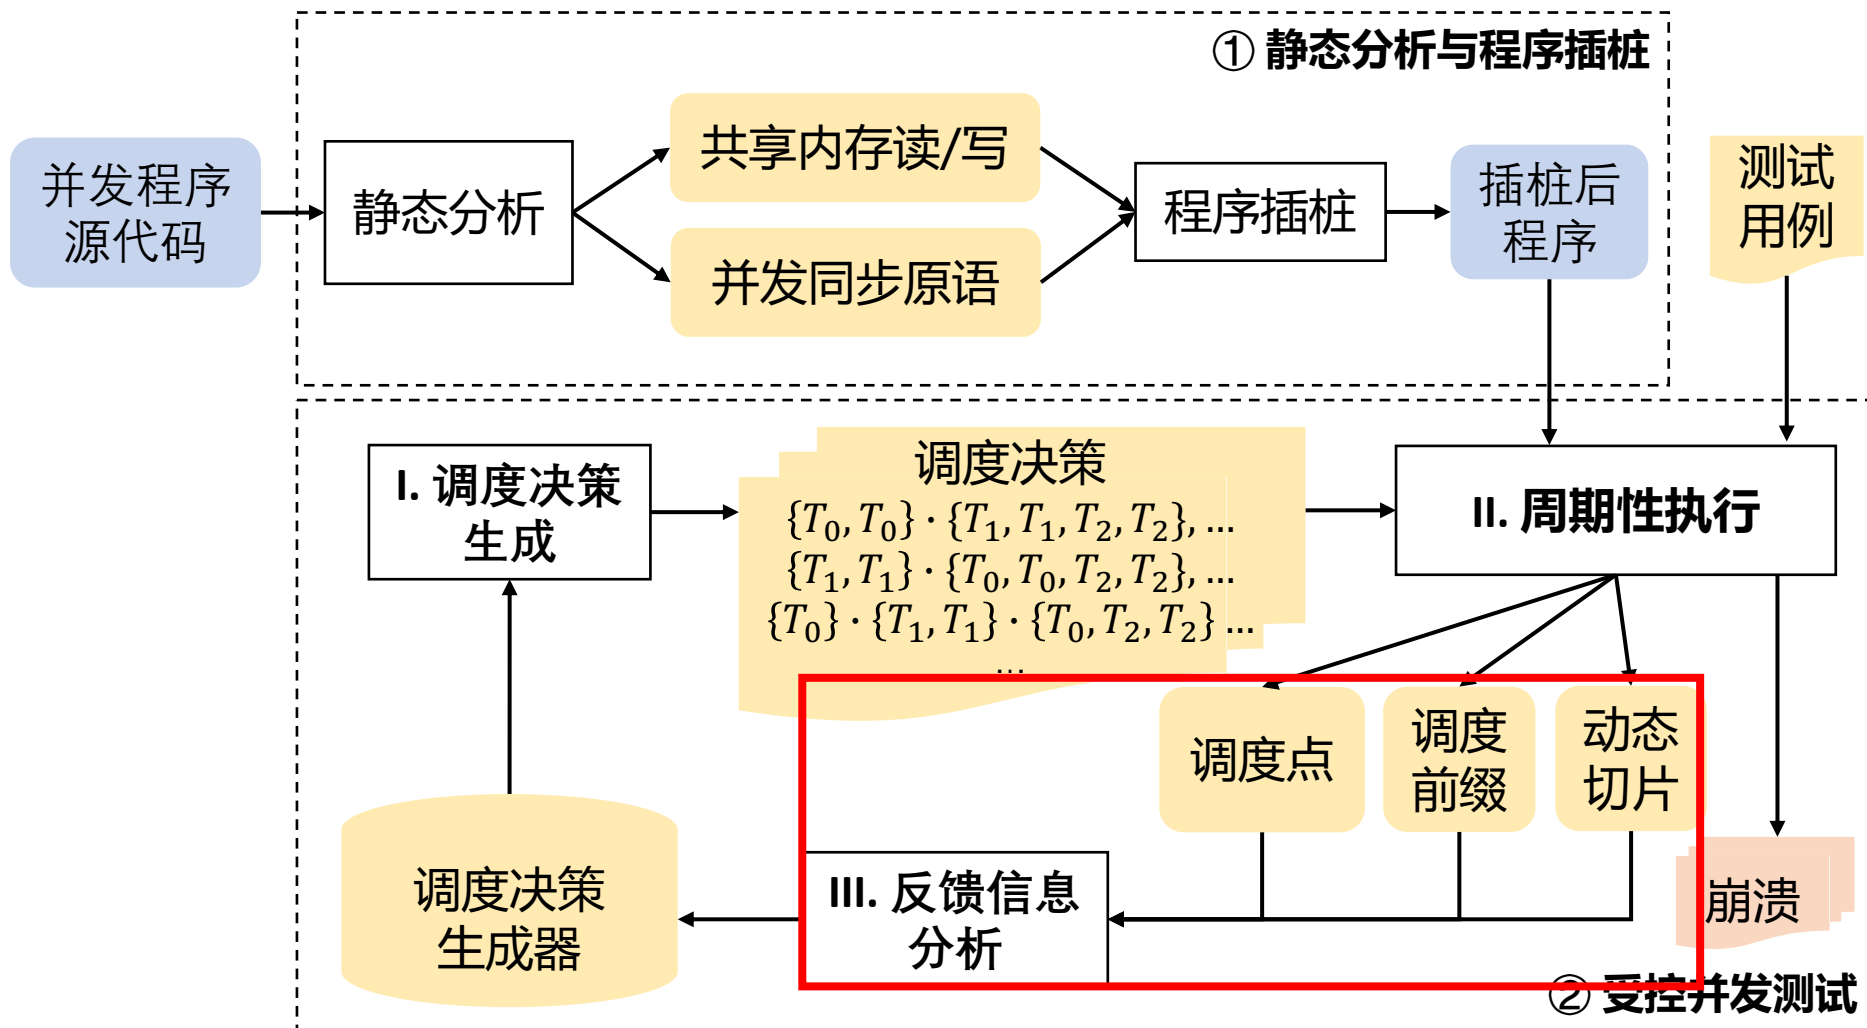 ① 静态分析与程序插桩
并发程序
源代码
静态分析
共享内存读/写
并发同步原语
程序插桩
插桩后
程序
测试
用例
I. 调度决策
生成
调度决策
{T₀, T₀} · {T₁, T₁, T₂, T₂}, ...
{T₁, T₁} · {T₀, T₀, T₂, T₂}, ...
{T₀} · {T₁, T₁} · {T₀, T₂, T₂} ...
...
II. 周期性执行
调度点
调度
前缀
动态
切片
调度决策
生成器
III. 反馈信息
分析
崩溃
② 受控并发测试